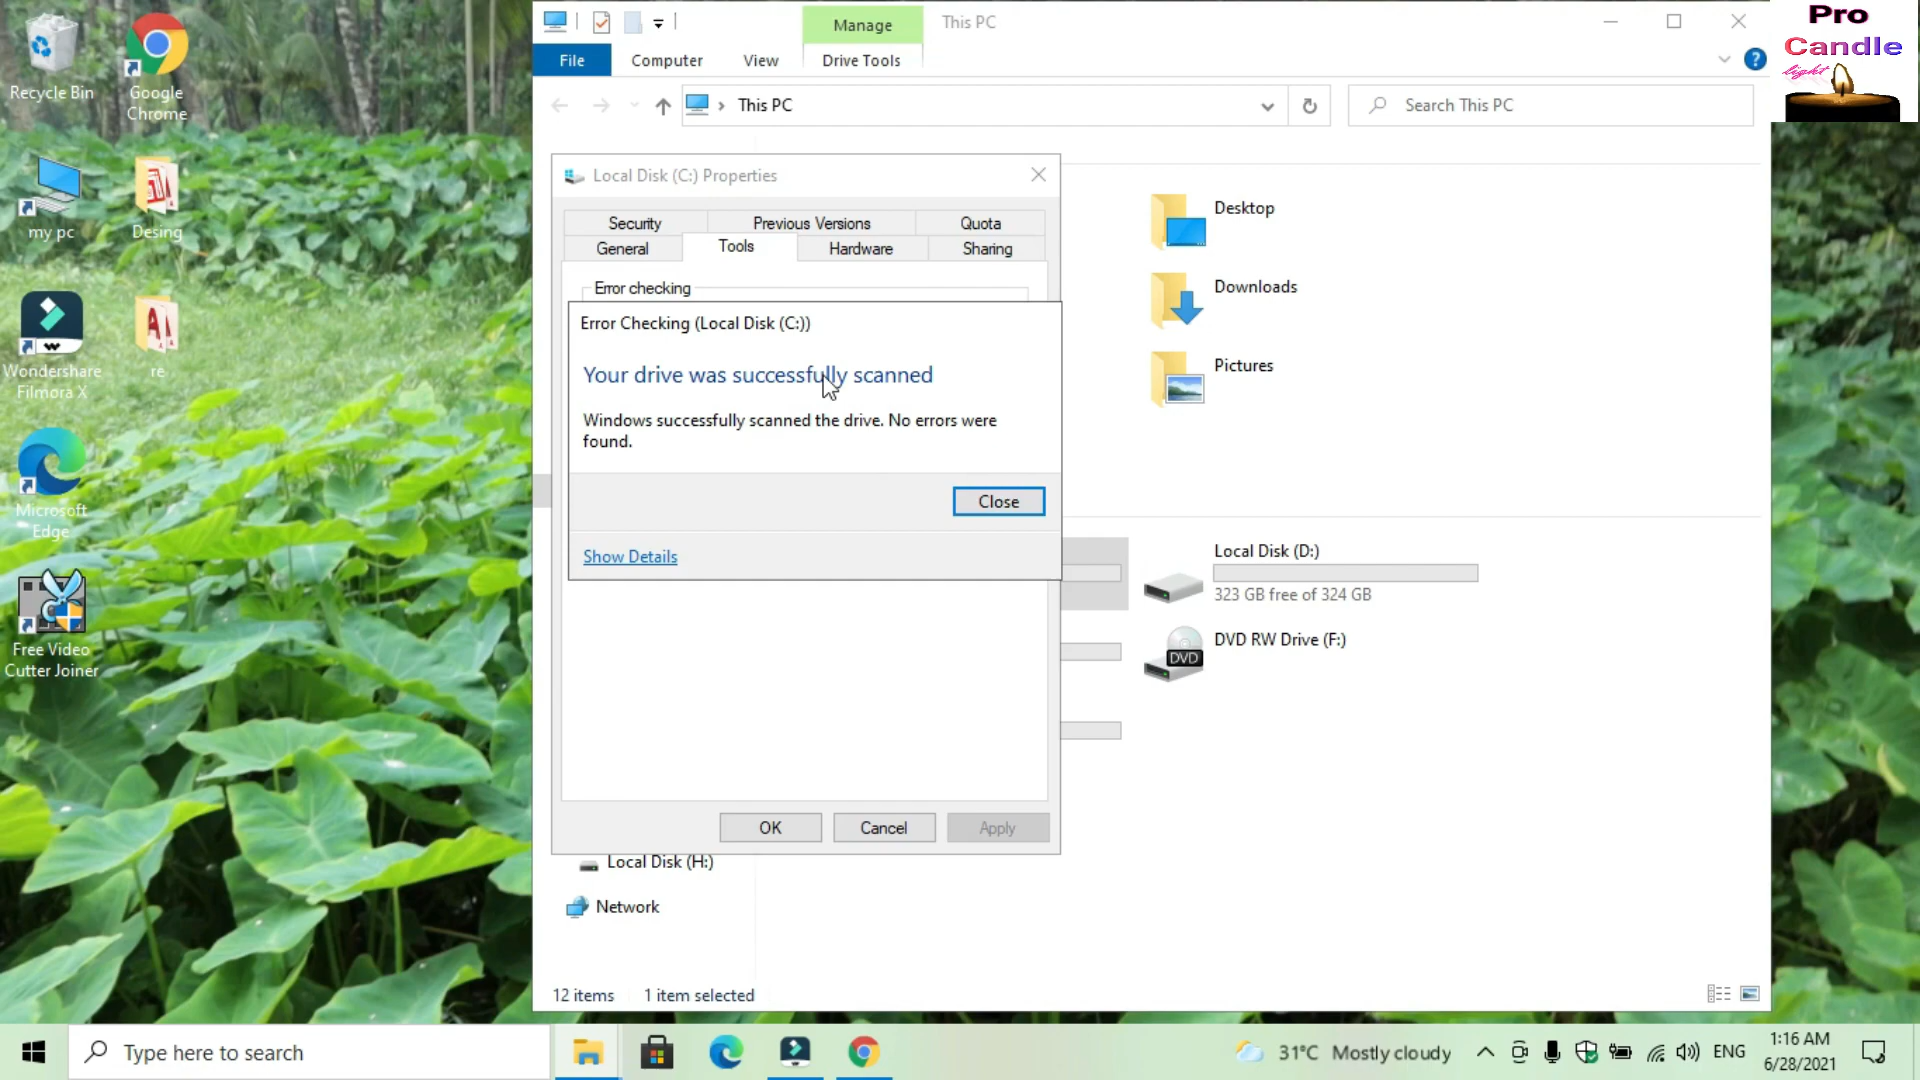 Recycle Bin
Google
Chrome
my pc
Desing
Wondershare
Filmora X
re
Microsoft
Edge
Free Video
Cutter Joiner
Manage
This PC
File
Computer
View
Drive Tools
This PC
Search This PC
Pro
Candle
light
Local Disk (C:) Properties
Security
Previous Versions
Quota
General
Tools
Hardware
Sharing
Error checking
Error Checking (Local Disk (C:))
Your drive was successfully scanned
Windows successfully scanned the drive. No errors were
found.
Close
Show Details
OK
Cancel
Apply
Desktop
Downloads
Pictures
Local Disk (D:)
323 GB free of 324 GB
DVD RW Drive (F:)
DVD
Local Disk (H:)
Network
12 items
1 item selected
Type here to search
31°C Mostly cloudy
ENG
1:16 AM
6/28/2021